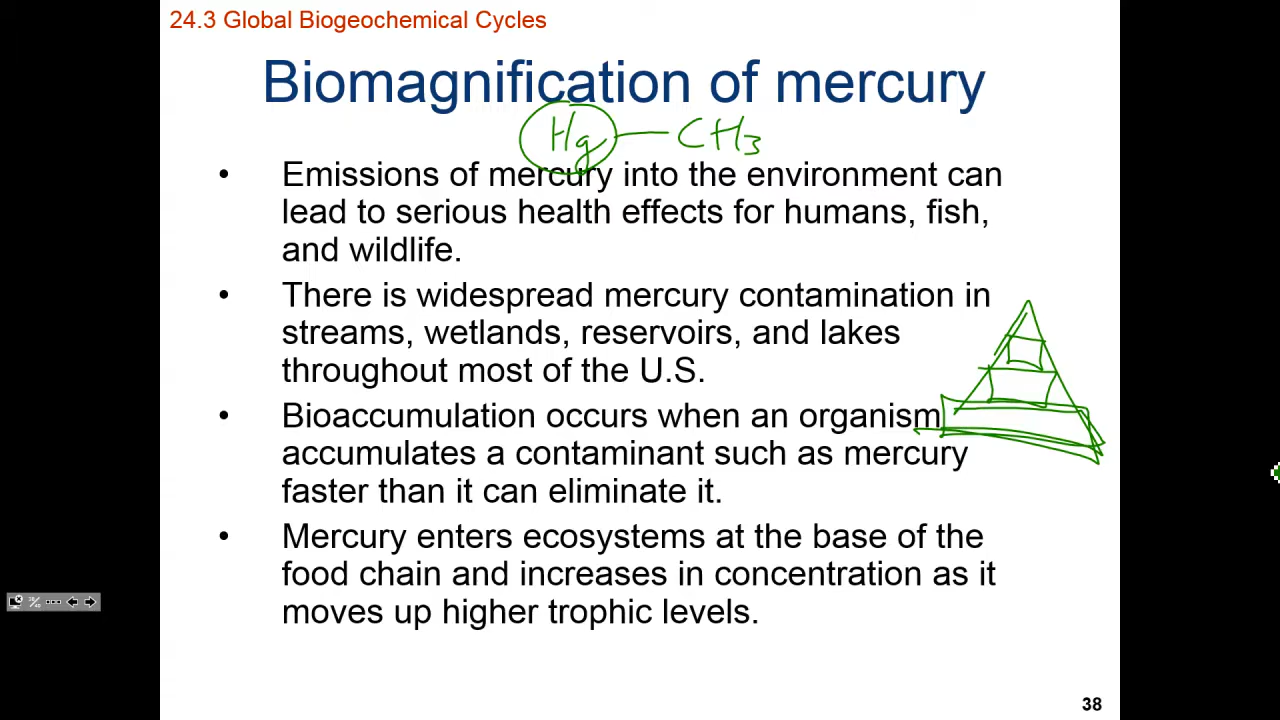 24.3 Global Biogeochemical Cycles
Biomagnification of mercury
Hg—CH3
• Emissions of mercury into the environment can
lead to serious health effects for humans, fish,
and wildlife.
• There is widespread mercury contamination in
streams, wetlands, reservoirs, and lakes
throughout most of the U.S.
• Bioaccumulation occurs when an organism
accumulates a contaminant such as mercury
faster than it can eliminate it.
• Mercury enters ecosystems at the base of the
food chain and increases in concentration as it
moves up higher trophic levels.
38